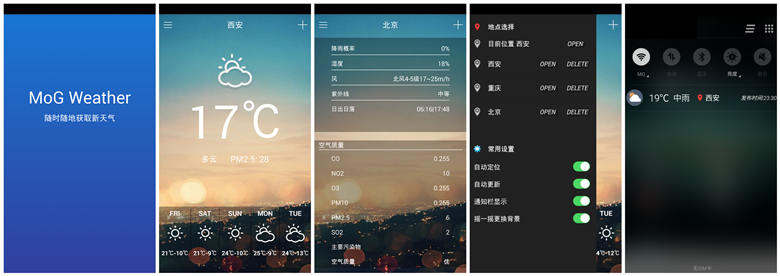 MoG Weather
随时随地获取新天气
西安
17℃
多云 PM2.5: 28
FRI SAT SUN MON TUE
21℃-10℃ 21℃-9℃ 24℃-10℃ 25℃-9℃ 24℃-13℃
北京
降雨概率 0%
湿度 18%
风 北风4-5级17~25m/h
紫外线 中等
日出日落 06:16|17:48
空气质量
CO 0.255
NO2 10
O3 0.255
PM10 0.255
PM2.5 6
SO2 2
主要污染物
空气质量 优
地点选择
目前位置 西安 OPEN
西安 OPEN DELETE
重庆 OPEN DELETE
北京 OPEN DELETE
常用设置
自动定位
自动更新
通知栏显示
摇一摇更换背景
TUE
4℃-12℃
MG 亮度
19℃ 中雨 西安 发布时间23:30